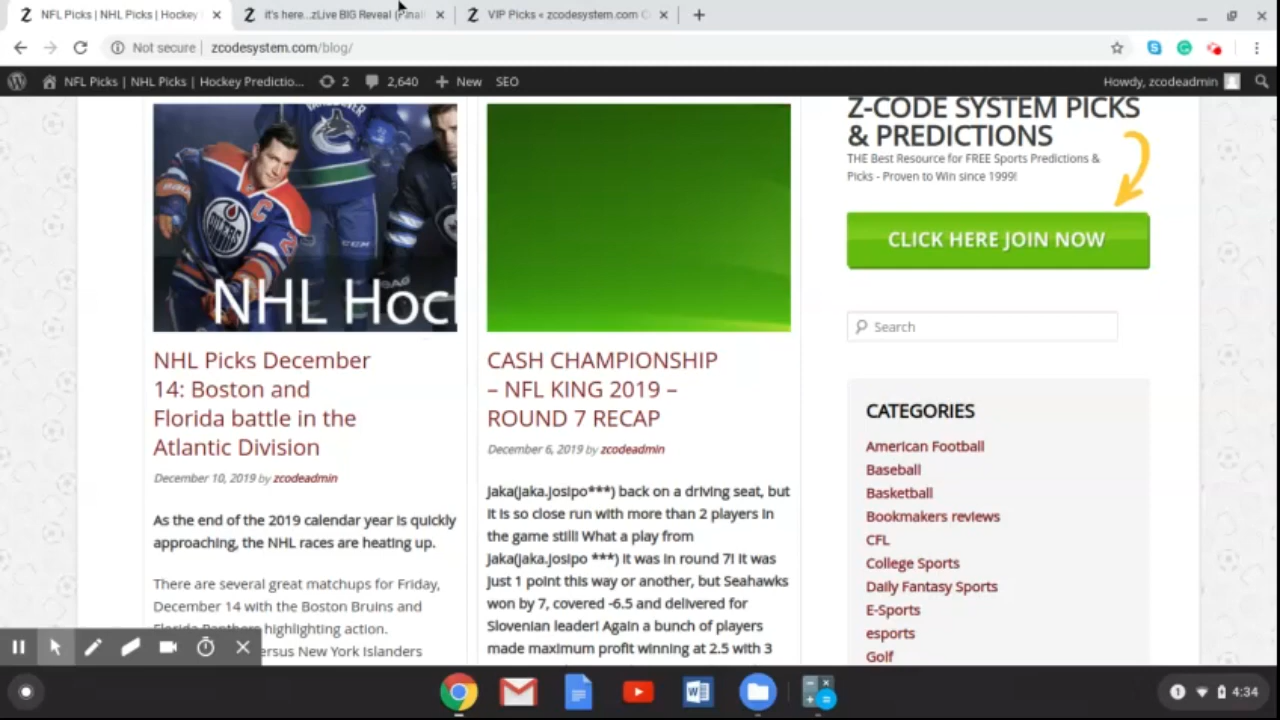 NFL Picks | NHL Picks | Hockey
it's here...zLive BIG Reveal (Final
VIP Picks « zcodesystem.com
Not secure | zcodesystem.com/blog/
NFL Picks | NHL Picks | Hockey Predictio... 2 2,640 + New SEO
Howdy, zcodeadmin
Z-CODE SYSTEM PICKS
& PREDICTIONS
THE Best Resource for FREE Sports Predictions &
Picks - Proven to Win since 1999!
CLICK HERE JOIN NOW
Search
CATEGORIES
American Football
Baseball
Basketball
Bookmakers reviews
CFL
College Sports
Daily Fantasy Sports
E-Sports
esports
Golf
C
OILERS
CCM
NHL Hoc
NHL Picks December
14: Boston and
Florida battle in the
Atlantic Division
December 10, 2019 by zcodeadmin
As the end of the 2019 calendar year is quickly
approaching, the NHL races are heating up.
There are several great matchups for Friday,
December 14 with the Boston Bruins and
Florida Panthers highlighting action.
ersus New York Islanders
CASH CHAMPIONSHIP
– NFL KING 2019 –
ROUND 7 RECAP
December 6, 2019 by zcodeadmin
Jaka(jaka.josipo***) back on a driving seat, but
it is so close run with more than 2 players in
the game still! What a play from
Jaka(jaka.josipo ***) it was in round 7! It was
just 1 point this way or another, but Seahawks
won by 7, covered -6.5 and delivered for
Slovenian leader! Again a bunch of players
made maximum profit winning at 2.5 with 3
1 4:34